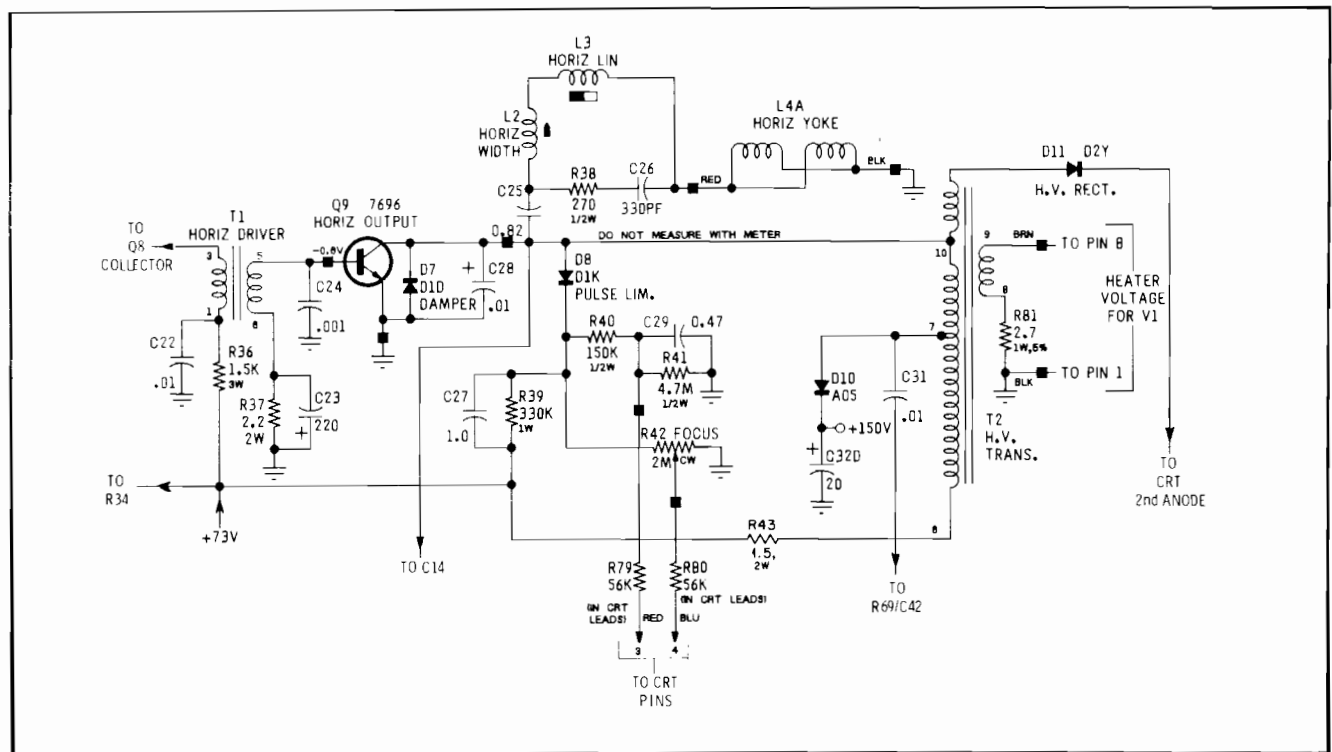 L3
HORIZ LIN
L4A
HORIZ YOKE
L2
HORIZ
WIDTH
BLK
D11 D2Y
H.V. RECT.
R38
270
1/2W
C26
330PF
RED
C25
Q9 7696
HORIZ OUTPUT
T1
HORIZ DRIVER
TO
Q8
COLLECTOR
3
5
-0.8V
0.82
DO NOT MEASURE WITH METER
10
9
BRN
TO PIN 8
HEATER
VOLTAGE
FOR V1
8
R81
2.7
1W,5%
BLK
TO PIN 1
D7
D1D
DAMPER
+
C28
.01
D8
D1K
PULSE LIM.
C24
.001
1
6
C22
.01
R36
1.5K
3W
R37
2.2
2W
C23
220
+
R40
150K
1/2W
C29
0.47
R41
4.7M
1/2W
C27
1.0
R39
330K
1W
R42 FOCUS
2M
CW
7
D10
A05
+150V
+
C32D
20
C31
.01
T2
H.V.
TRANS.
TO
CRT
2nd ANODE
TO
R34
+73V
TO C14
R43
1.5,
2W
6
R79
56K
(IN CRT
LEADS)
RED
R80
56K
(IN CRT LEADS)
BLU
3
4
TO CRT
PINS
TO
R69/C42